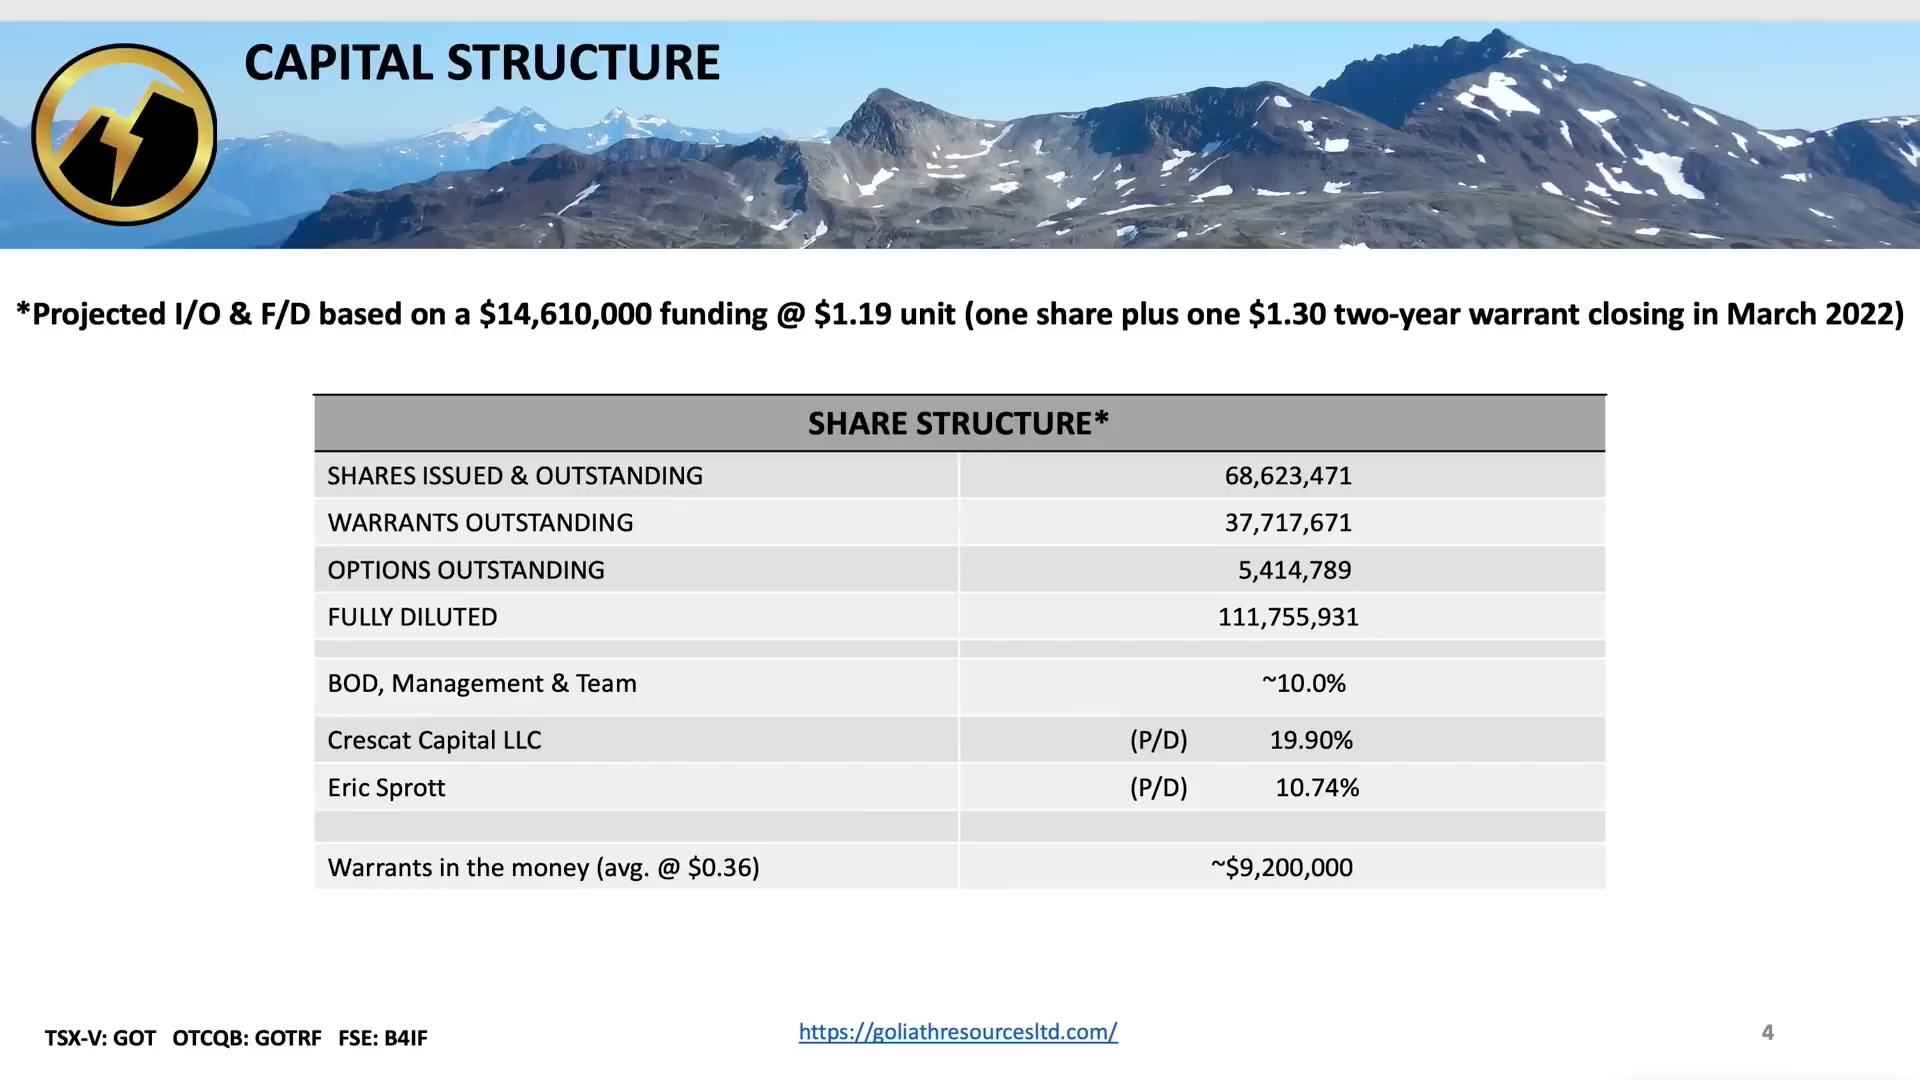 CAPITAL STRUCTURE
*Projected I/O & F/D based on a $14,610,000 funding @ $1.19 unit (one share plus one $1.30 two-year warrant closing in March 2022)
SHARE STRUCTURE*
SHARES ISSUED & OUTSTANDING 68,623,471
WARRANTS OUTSTANDING 37,717,671
OPTIONS OUTSTANDING 5,414,789
FULLY DILUTED 111,755,931
BOD, Management & Team ~10.0%
Crescat Capital LLC (P/D) 19.90%
Eric Sprott (P/D) 10.74%
Warrants in the money (avg. @ $0.36) ~$9,200,000
TSX-V: GOT OTCQB: GOTRF FSE: B4IF https://goliathresourcesltd.com/ 4